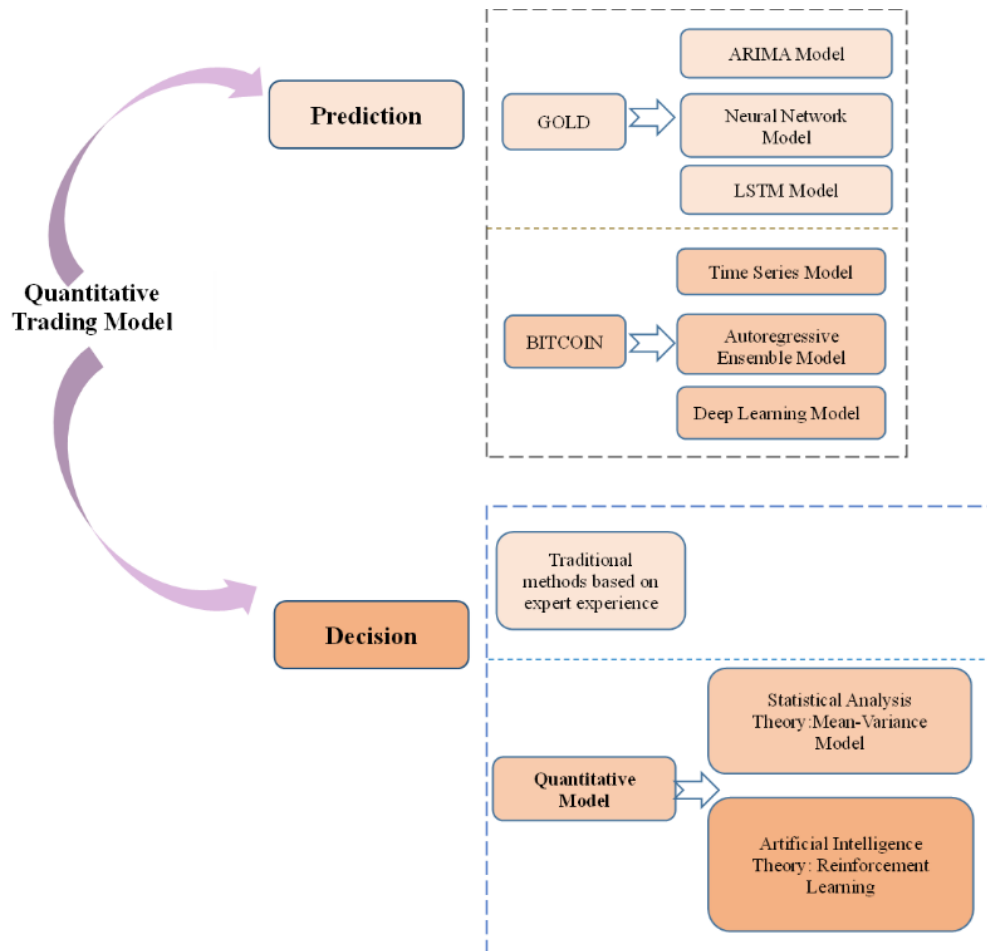 Quantitative
Trading Model
Prediction
GOLD
ARIMA Model
Neural Network
Model
LSTM Model
BITCOIN
Time Series Model
Autoregressive
Ensemble Model
Deep Learning Model
Decision
Traditional
methods based on
expert experience
Quantitative
Model
Statistical Analysis
Theory:Mean-Variance
Model
Artificial Intelligence
Theory: Reinforcement
Learning